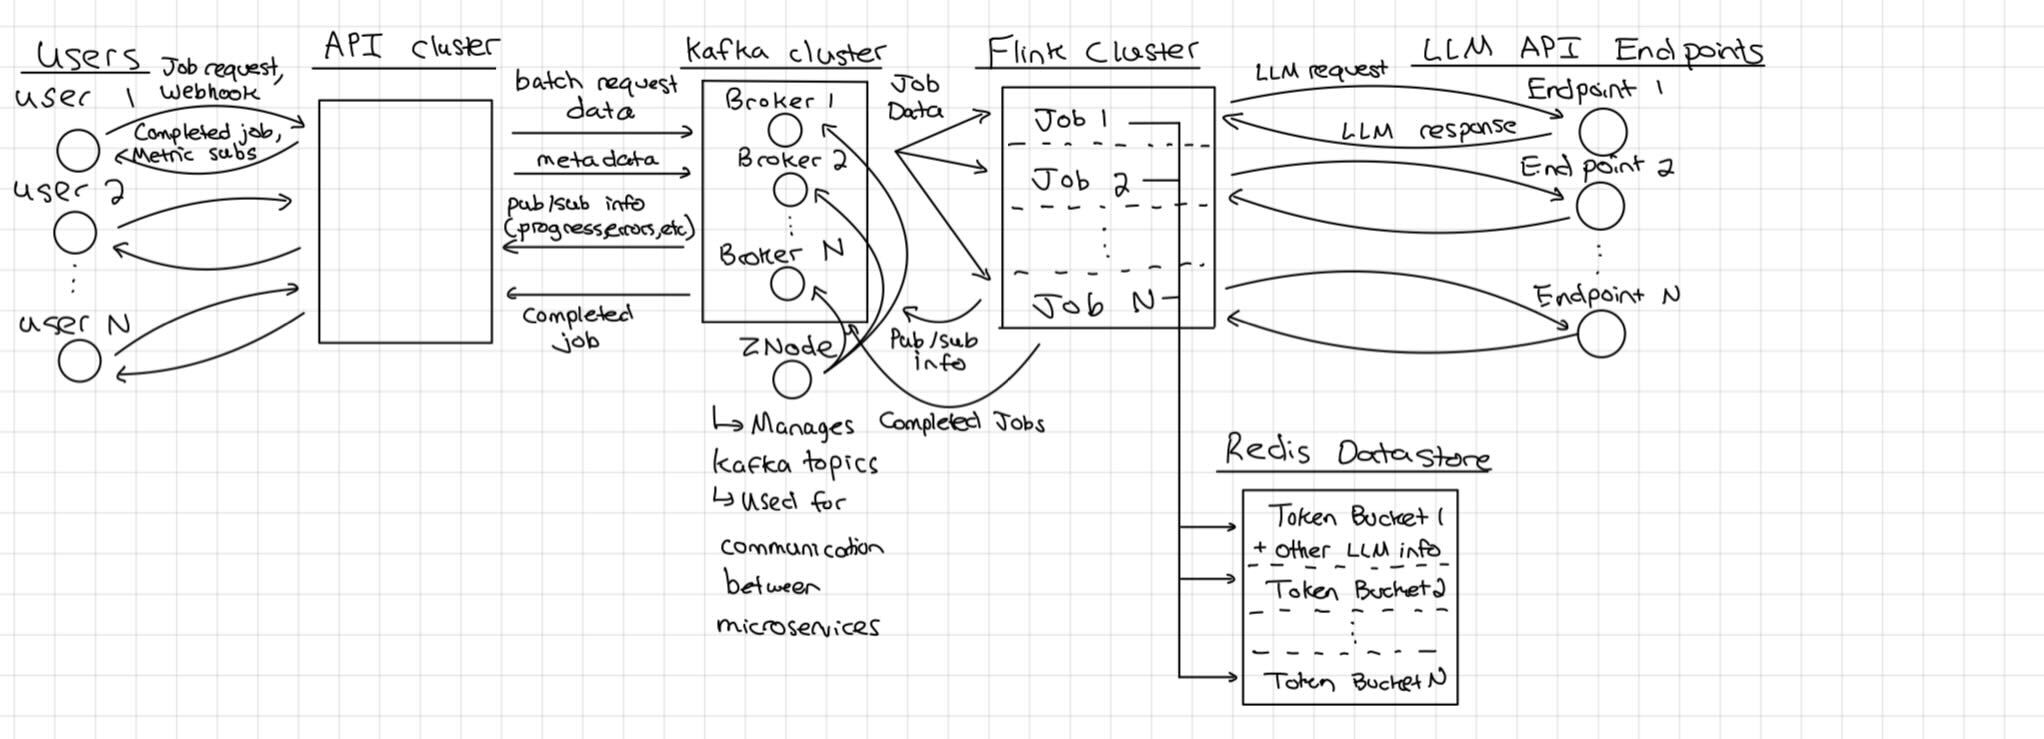 Users
Job request,
Webhook
user 1
Completed job,
Metric subs
user 2
user N
API cluster
batch request
data
metadata
pub/sub info
(progress,errors,etc)
Completed
job
Kafka cluster
Broker 1
Broker 2
Broker N
ZNode
↳ Manages
kafka topics
↳ Used for
communication
between
microservices
Job
Data
Pub/sub
info
Completed Jobs
Flink Cluster
Job 1
Job 2
Job N
LLM request
LLM response
LLM API Endpoints
Endpoint 1
End point 2
Endpoint N
Redis Datastore
Token Bucket 1
+ other LLM info
Token Bucket 2
Token Bucket N